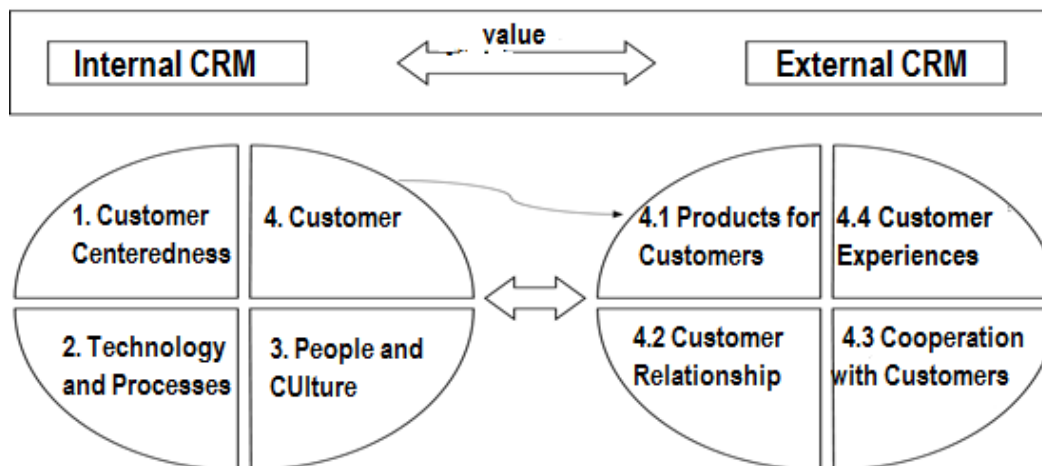 value
Internal CRM
External CRM
1. Customer
Centeredness
4. Customer
2. Technology
and Processes
3. People and
CUlture
4.1 Products for
Customers
4.4 Customer
Experiences
4.2 Customer
Relationship
4.3 Cooperation
with Customers